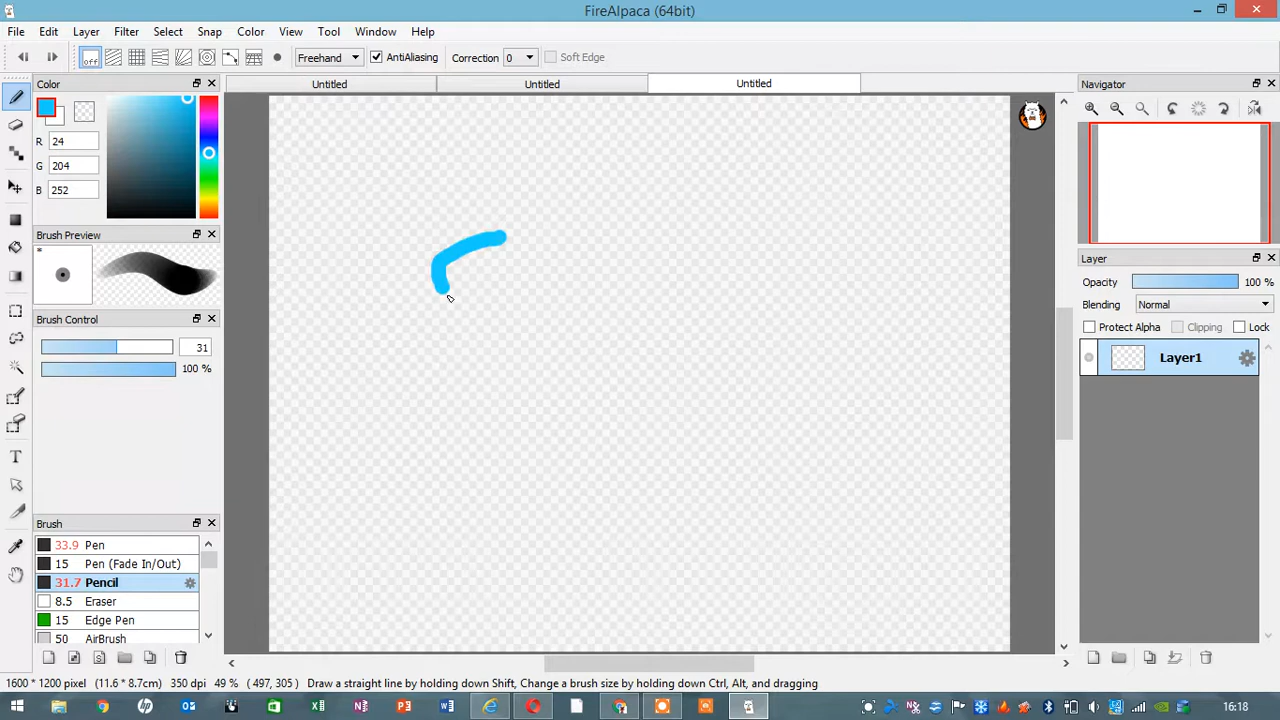 FireAlpaca (64bit)
File Edit Layer Filter Select Snap Color View Tool Window Help
off Freehand AntiAliasing Correction 0 Soft Edge
Color Untitled Untitled Untitled Navigator
R 24
G 204
B 252
Brush Preview
Layer
Opacity 100 %
Blending Normal
Brush Control
Protect Alpha Clipping Lock
31
Layer1
100 %
Brush
33.9 Pen
15 Pen (Fade In/Out)
31.7 Pencil
8.5 Eraser
15 Edge Pen
50 AirBrush
1600 * 1200 pixel (11.6 * 8.7cm) 350 dpi 49 % (497, 305) Draw a straight line by holding down Shift, Change a brush size by holding down Ctrl, Alt, and dragging
16:18